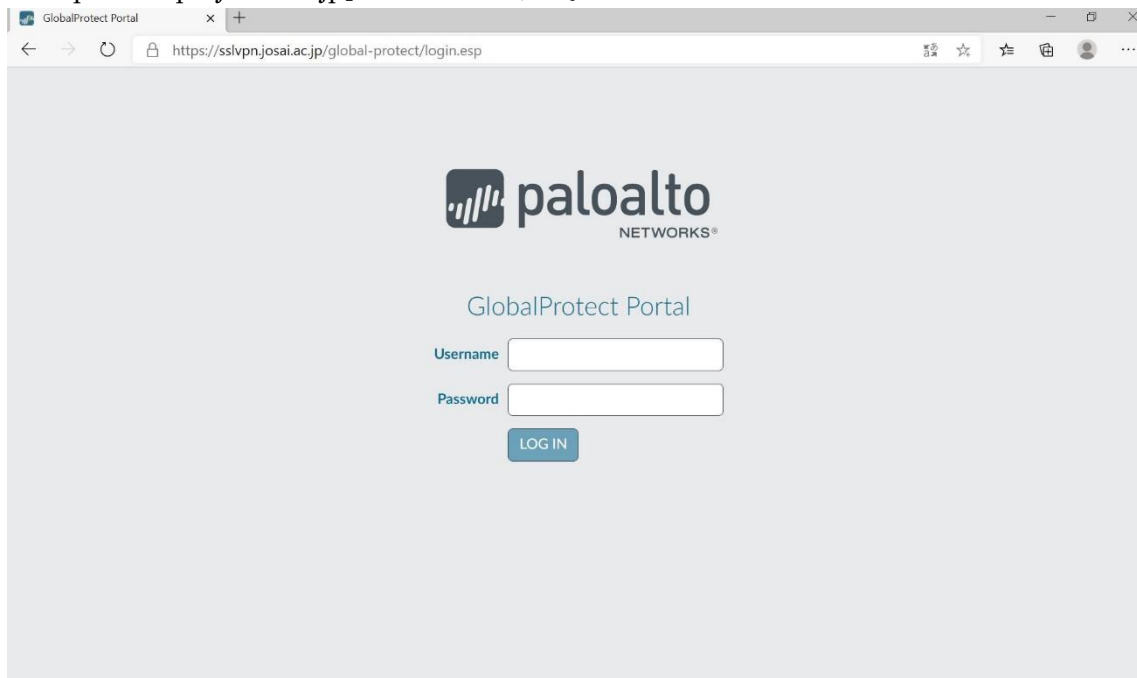 GlobalProtect Portal
https://sslvpn.josai.ac.jp/global-protect/login.esp
paloalto
NETWORKS®
GlobalProtect Portal
Username
Password
LOG IN